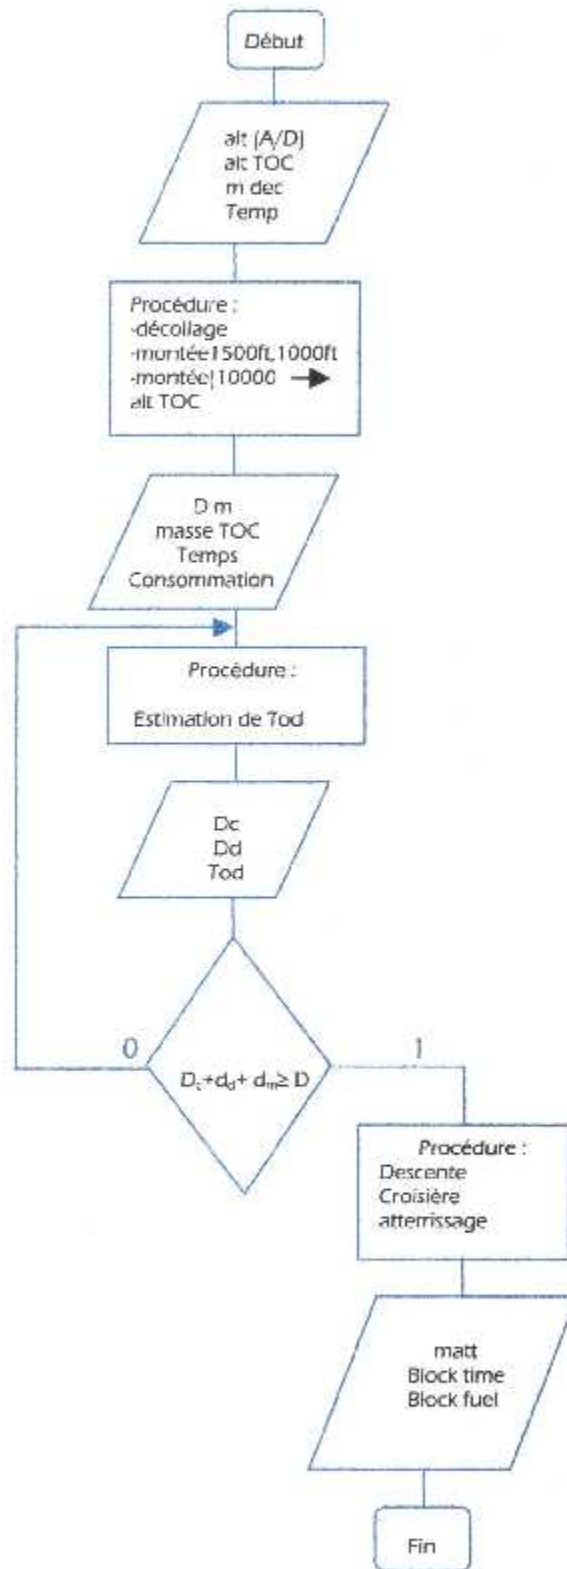 Début
alt (A/D)
alt TOC
m dec
Temp
Procédure :
-décollage
-montée1500ft,1000ft
-montée|10000
alt TOC
D m
masse TOC
Temps
Consommation
Procédure :
Estimation de Tod
Dc
Dd
Tod
0
1
Dc+dd+ dm≥ D
Procédure :
Descente
Croisière
atterrissage
matt
Block time
Block fuel
Fin